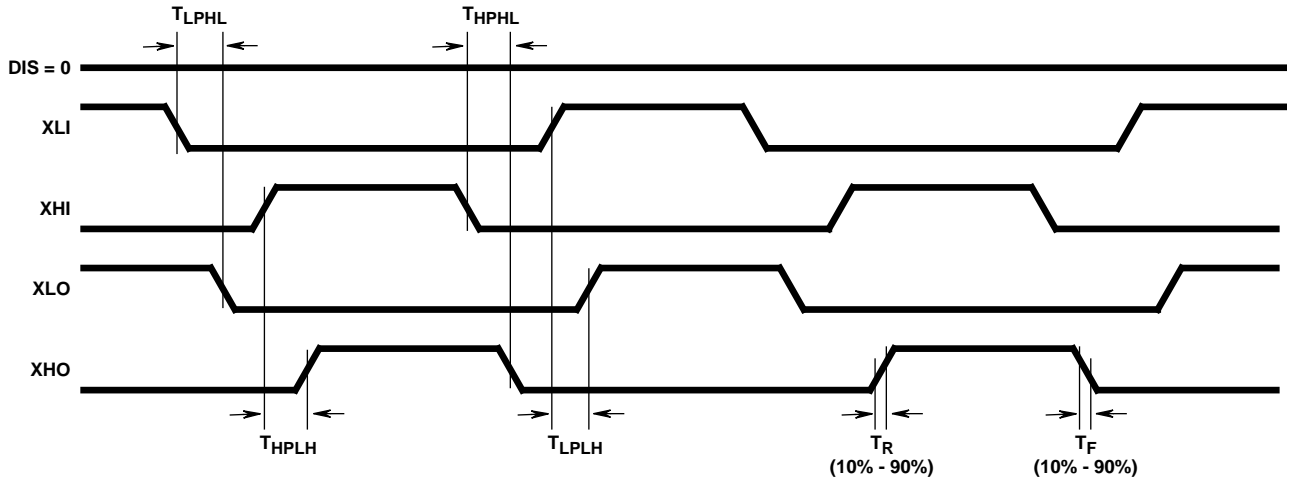 TLPHL
THPHL
DIS = 0
XLI
XHI
XLO
XHO
THPLH
TLPLH
TR
(10% - 90%)
TF
(10% - 90%)